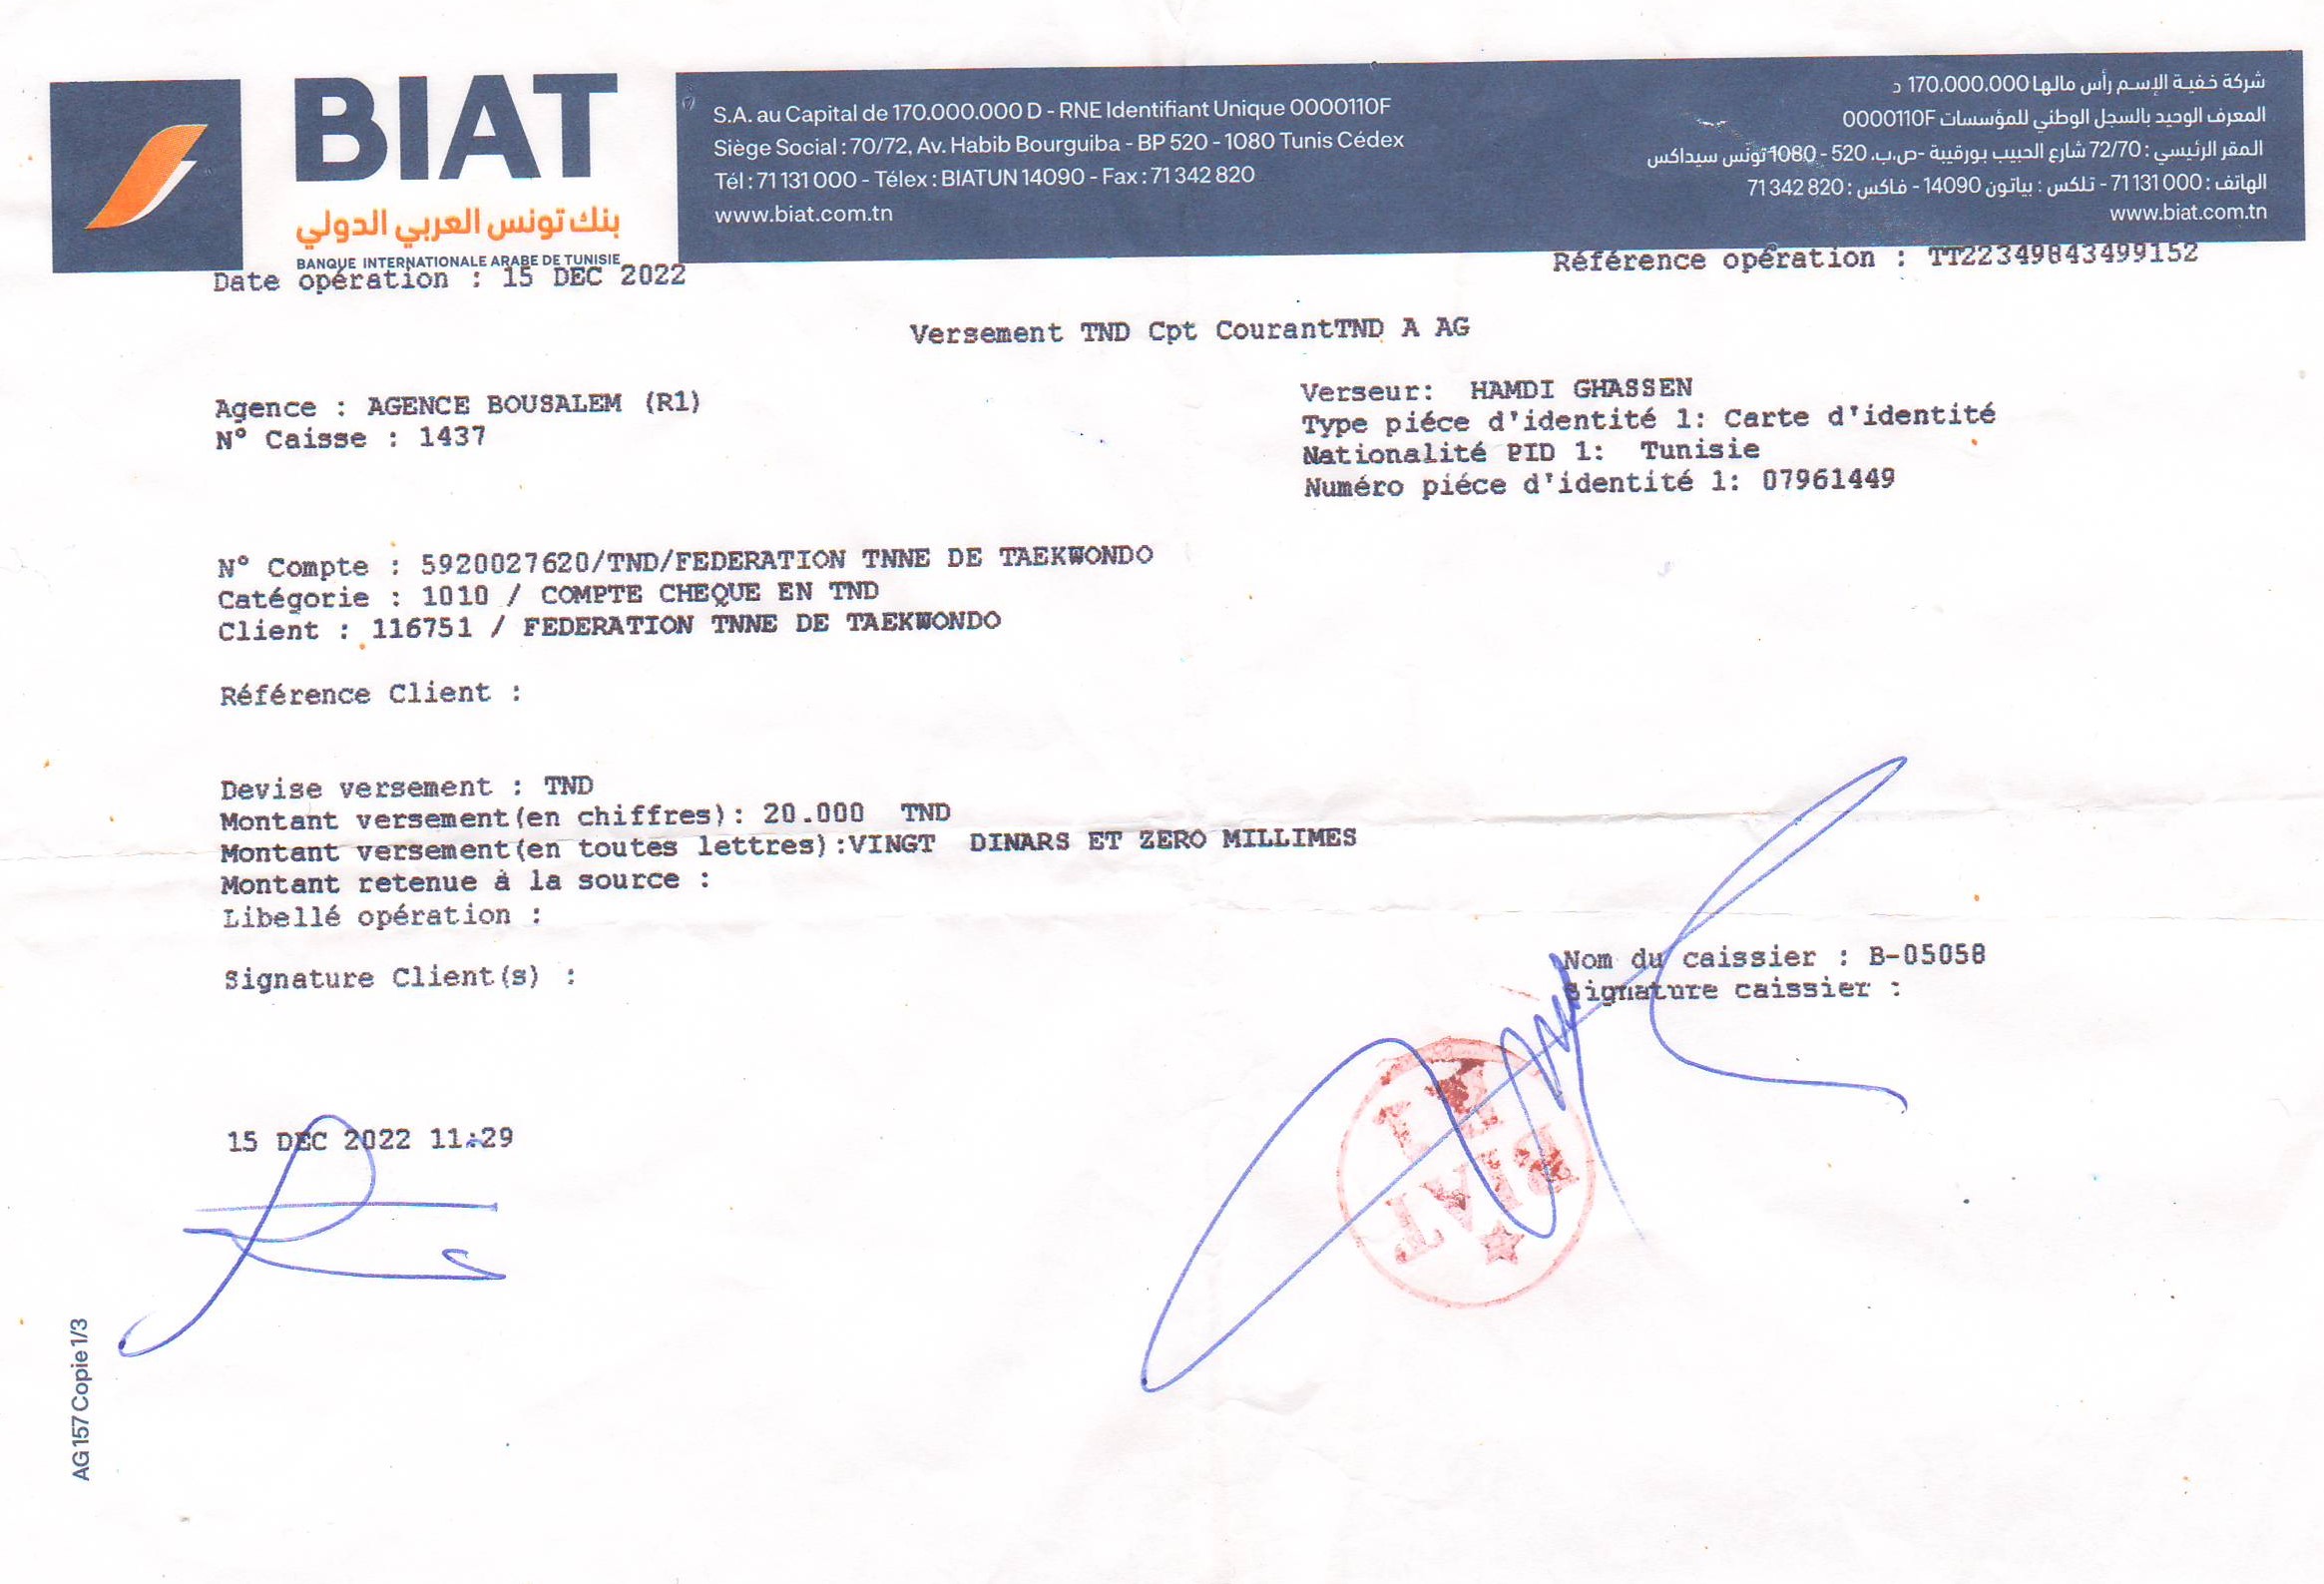 BIAT
بنك تونس العربي الدولي
BANQUE INTERNATIONALE ARABE DE TUNISIE
S.A. au Capital de 170.000.000 D - RNE Identifiant Unique 0000110F
Siège Social : 70/72, Av. Habib Bourguiba - BP 520 - 1080 Tunis Cédex
Tél : 71 131 000 - Télex : BIATUN 14090 - Fax : 71 342 820
www.biat.com.tn
شركة خفية الإسم رأس مالها 170.000.000 د
المعرف الوحيد بالسجل الوطني للمؤسسات 0000110F
المقر الرئيسي : 72/70 شارع الحبيب بورقيبة -ص.ب. 520 - 1080 تونس سيداكس
الهاتف : 71 131 000 - تلكس : بياتون 14090 - فاكس : 71 342 820
www.biat.com.tn
Date opération : 15 DEC 2022
Référence opération : TT22349843499152
Versement TND Cpt CourantTND A AG
Agence : AGENCE BOUSALEM (R1)
N° Caisse : 1437
Verseur: HAMDI GHASSEN
Type piéce d'identité 1: Carte d'identité
Nationalité PID 1: Tunisie
Numéro piéce d'identité 1: 07961449
N° Compte : 5920027620/TND/FEDERATION TNNE DE TAEKWONDO
Catégorie : 1010 / COMPTE CHEQUE EN TND
Client : 116751 / FEDERATION TNNE DE TAEKWONDO
Référence Client :
Devise versement : TND
Montant versement(en chiffres): 20.000 TND
Montant versement(en toutes lettres):VINGT DINARS ET ZERO MILLIMES
Montant retenue à la source :
Libellé opération :
Nom du caissier : B-05058
Signature caissier :
Signature Client(s) :
15 DEC 2022 11:29
BIAT
AG 157 Copie 1/3